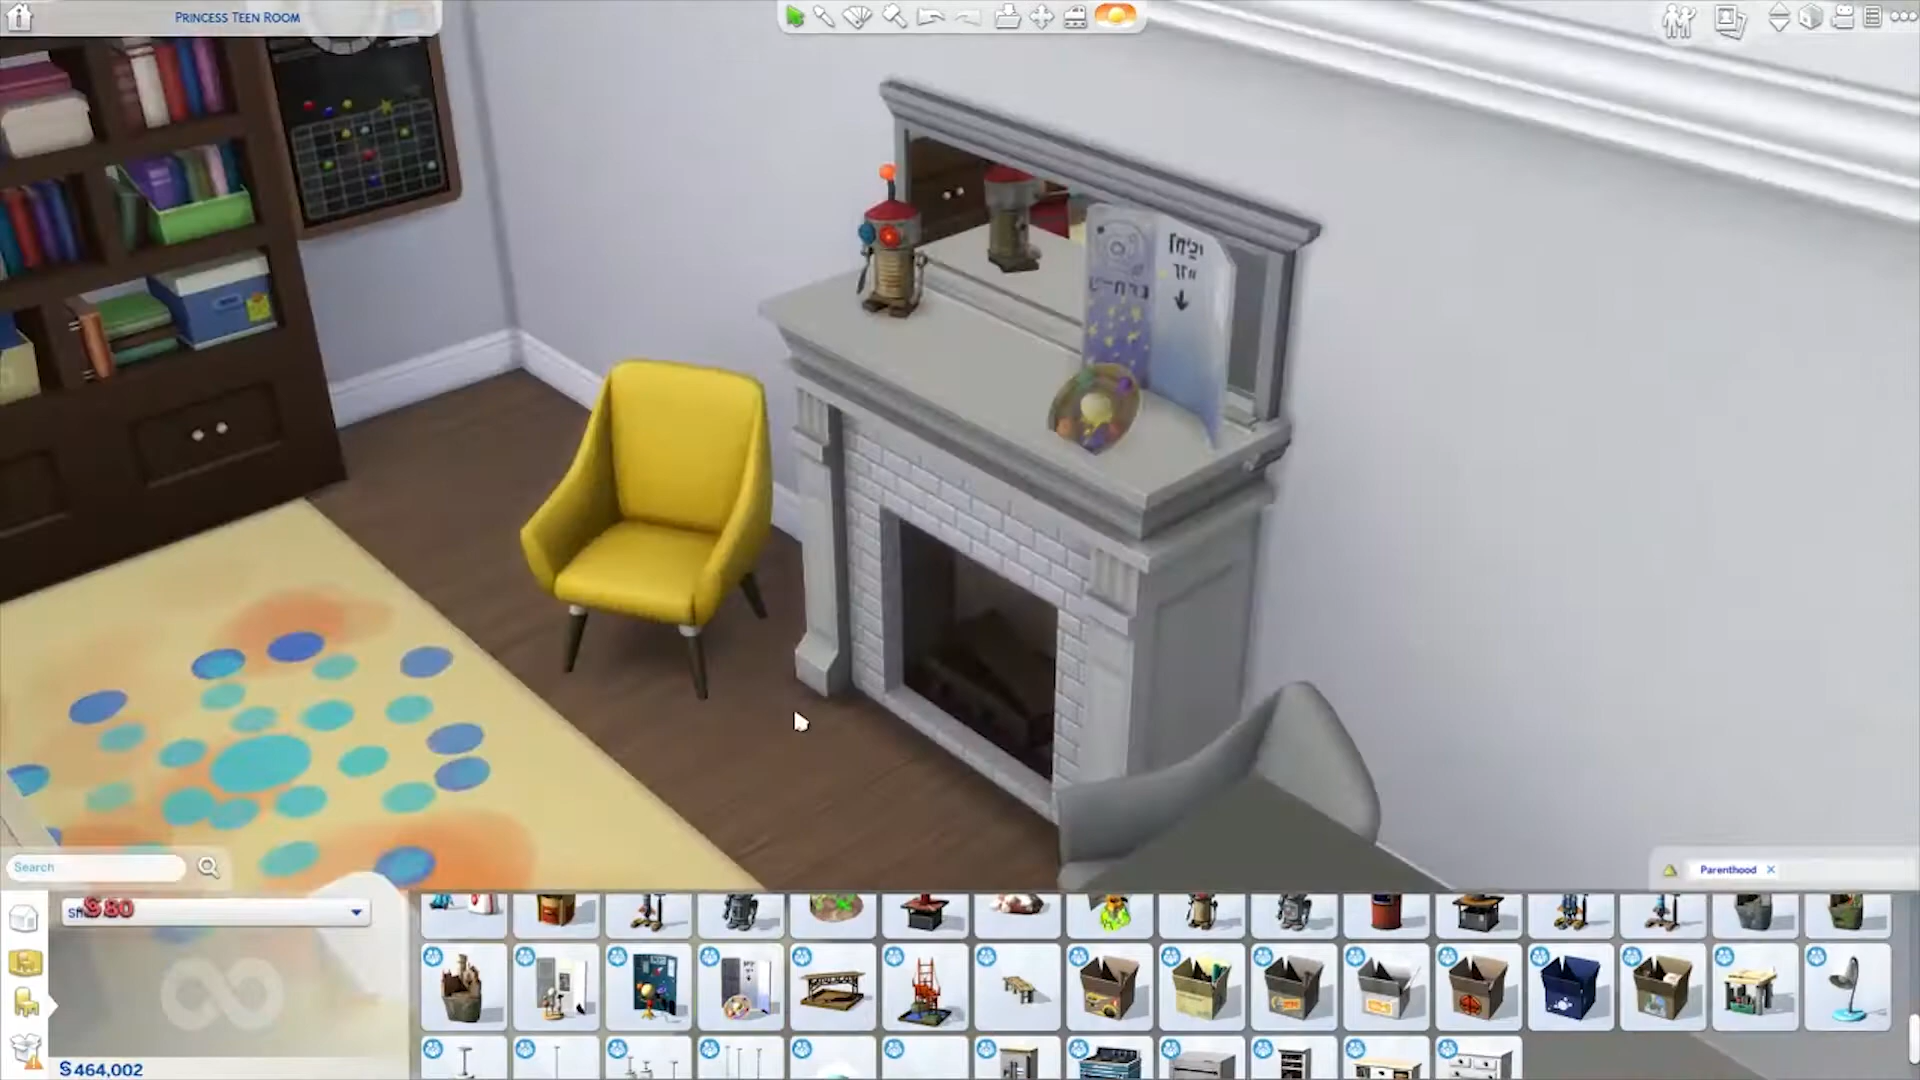 PRINCESS TEEN ROOM
Search
Parenthood
§80
§464,002